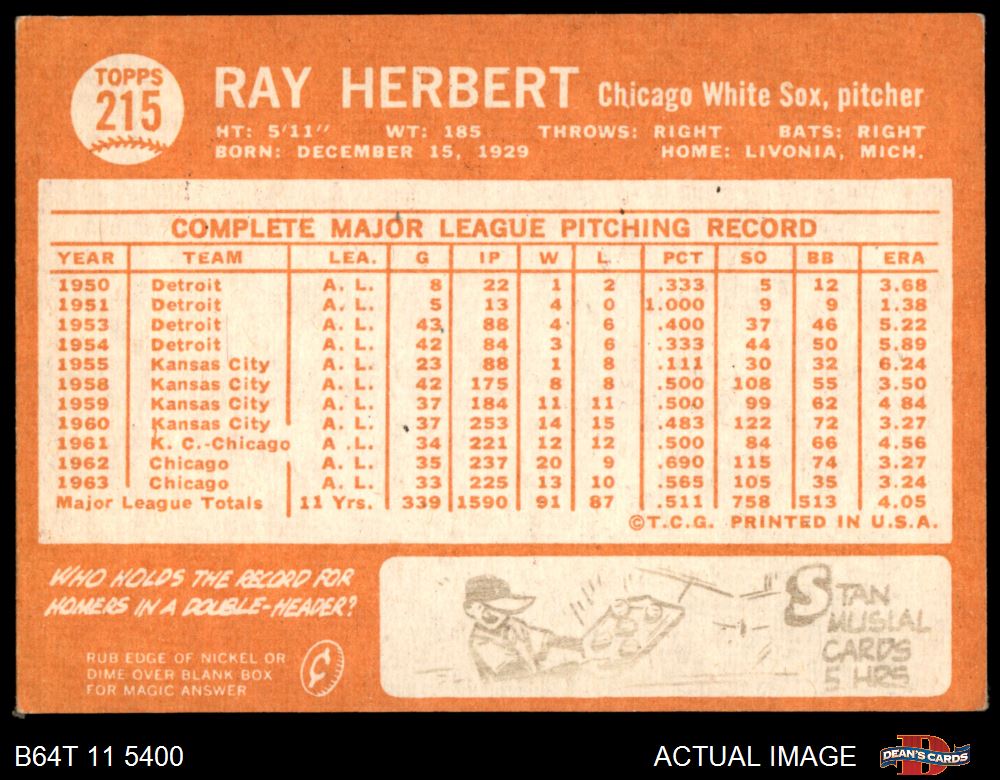 TOPPS
215
RAY HERBERT Chicago White Sox, pitcher
HT: 5'11" WT: 185 THROWS: RIGHT BATS: RIGHT
BORN: DECEMBER 15, 1929 HOME: LIVONIA, MICH.
COMPLETE MAJOR LEAGUE PITCHING RECORD
YEAR TEAM LEA. G IP W L PCT SO BB ERA
1950 Detroit A. L. 8 22 1 2 .333 5 12 3.68
1951 Detroit A. L. 5 13 4 0 1.000 9 9 1.38
1953 Detroit A. L. 43 88 4 6 .400 37 46 5.22
1954 Detroit A. L. 42 84 3 6 .333 44 50 5.89
1955 Kansas City A. L. 23 88 1 8 .111 30 32 6.24
1958 Kansas City A. L. 42 175 8 8 .500 108 55 3.50
1959 Kansas City A. L. 37 184 11 11 .500 99 62 4 84
1960 Kansas City A. L. 37 253 14 15 .483 122 72 3.27
1961 K. C.-Chicago A .L. 34 221 12 12 .500 84 66 4.56
1962 Chicago A. L. 35 237 20 9 .690 115 74 3.27
1963 Chicago A. L. 33 225 13 10 .565 105 35 3.24
Major League Totals 11 Yrs. 339 1590 91 87 .511 758 513 4.05
©T.C.G. PRINTED IN U.S.A.
WHO HOLDS THE RECORD FOR
HOMERS IN A DOUBLE-HEADER?
RUB EDGE OF NICKEL OR
DIME OVER BLANK BOX
FOR MAGIC ANSWER
¢
STAN
MUSIAL
CARDS
5 HRS
B64T 11 5400 ACTUAL IMAGE
D
DEAN'S CARDS